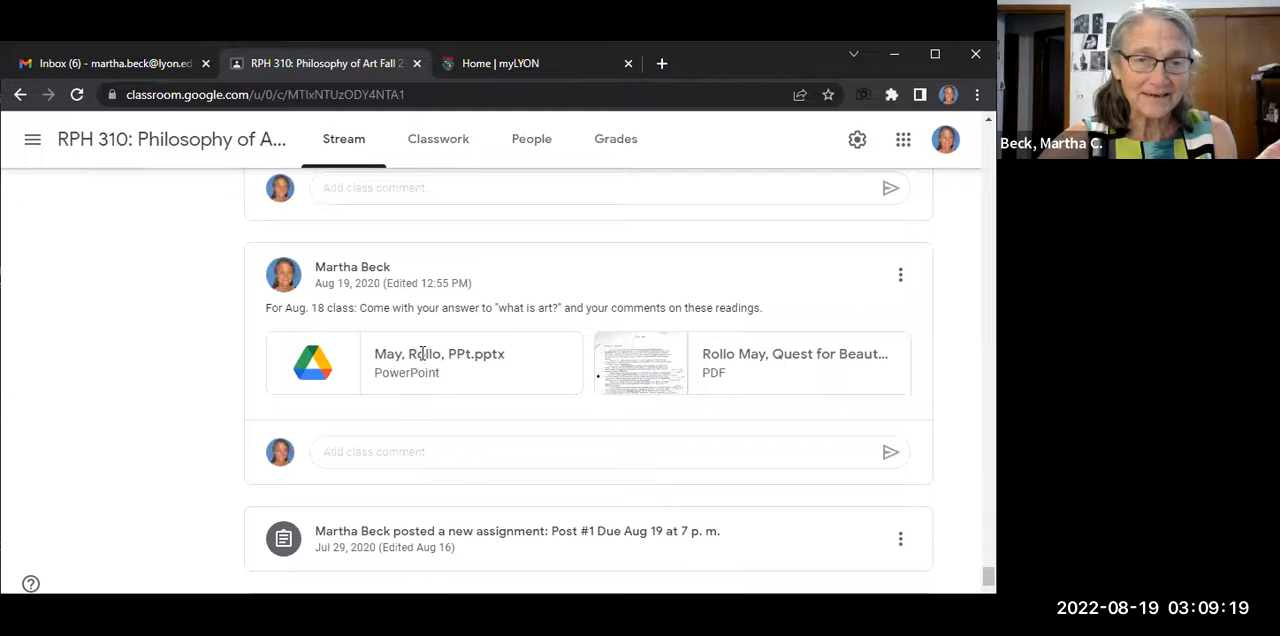 Inbox (6) - martha.beck@lyon.ed
RPH 310: Philosophy of Art Fall 2
Home | myLYON
classroom.google.com/u/0/c/MTIxNTUzODY4NTA1
RPH 310: Philosophy of A...
Stream
Classwork
People
Grades
Beck, Martha C.
Add class comment...
Martha Beck
Aug 19, 2020 (Edited 12:55 PM)
For Aug. 18 class: Come with your answer to "what is art?" and your comments on these readings.
May, Rollo, PPt.pptx
PowerPoint
Rollo May, Quest for Beaut...
PDF
Add class comment
Martha Beck posted a new assignment: Post #1 Due Aug 19 at 7 p. m.
Jul 29, 2020 (Edited Aug 16)
2022-08-19 03:09:19